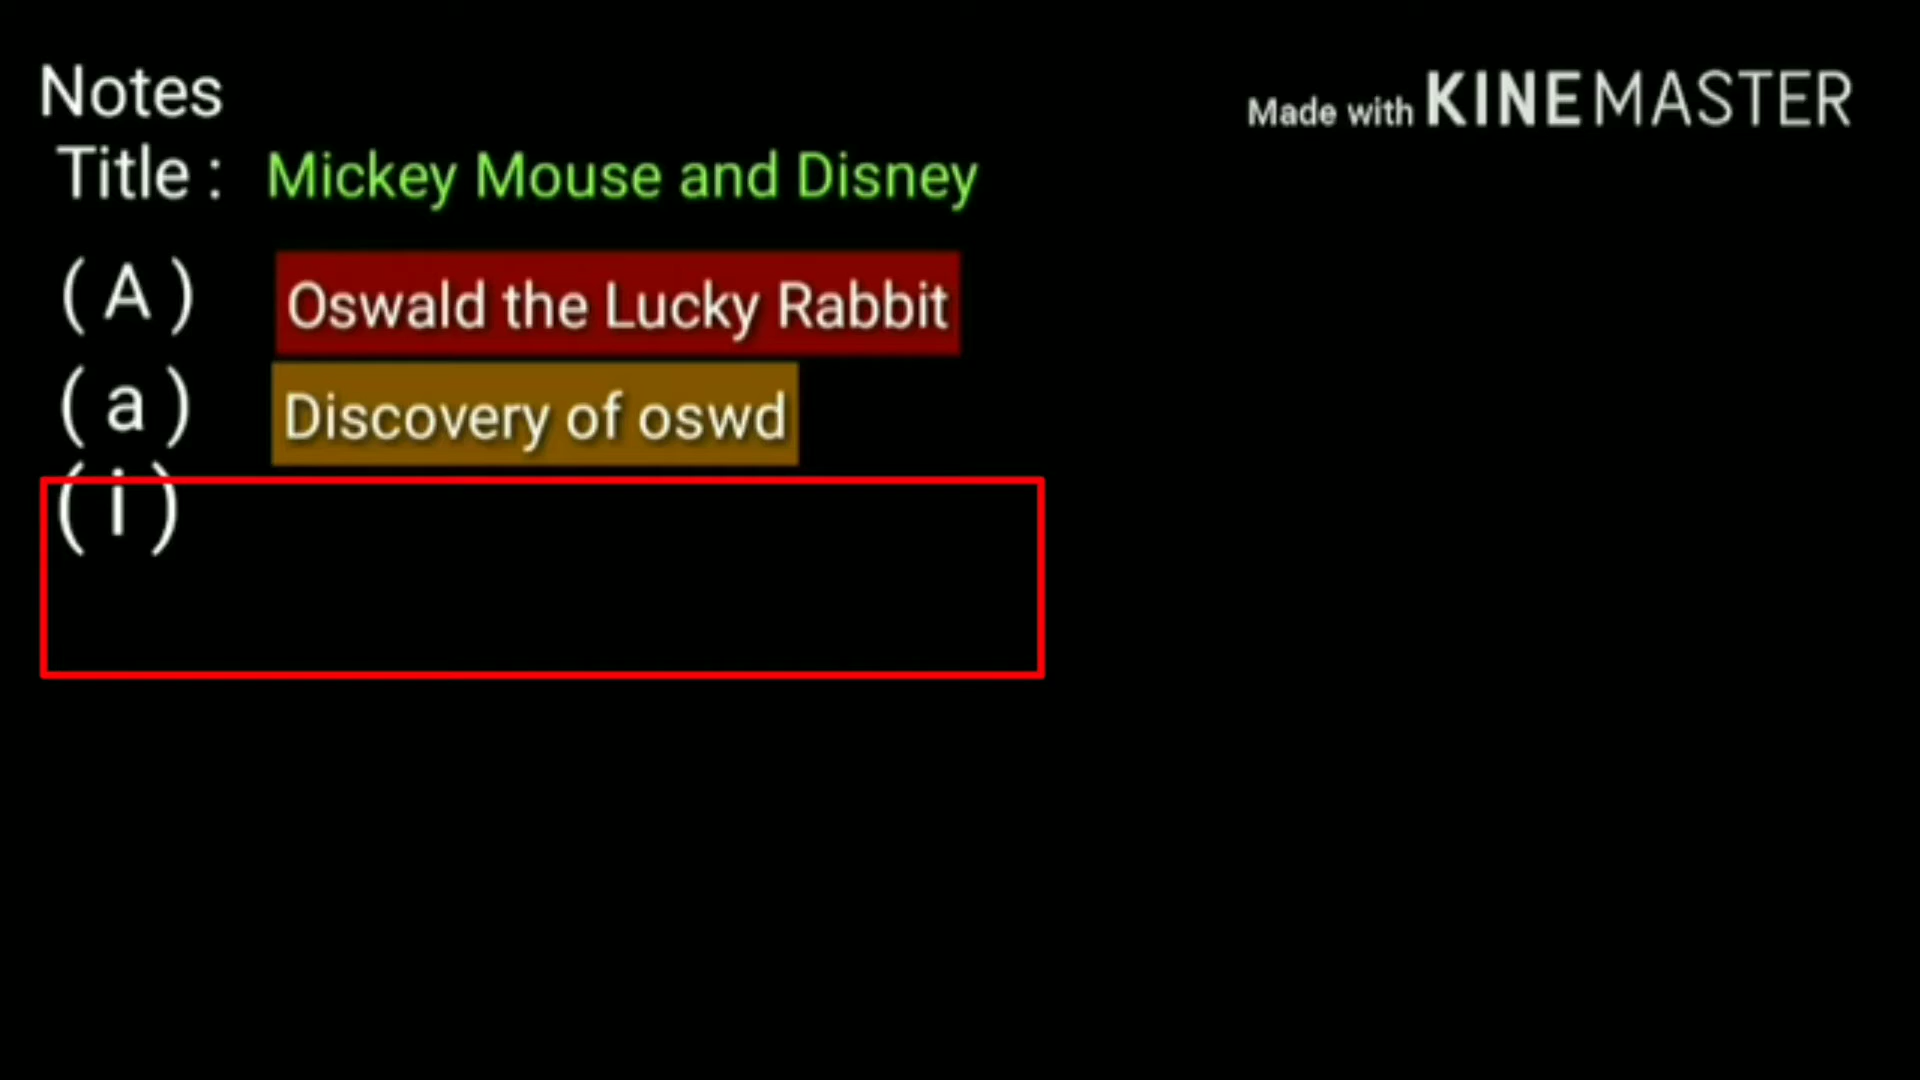 Notes
Made with KINEMASTER
Title : Mickey Mouse and Disney
( A ) Oswald the Lucky Rabbit
( a ) Discovery of oswd
( i )